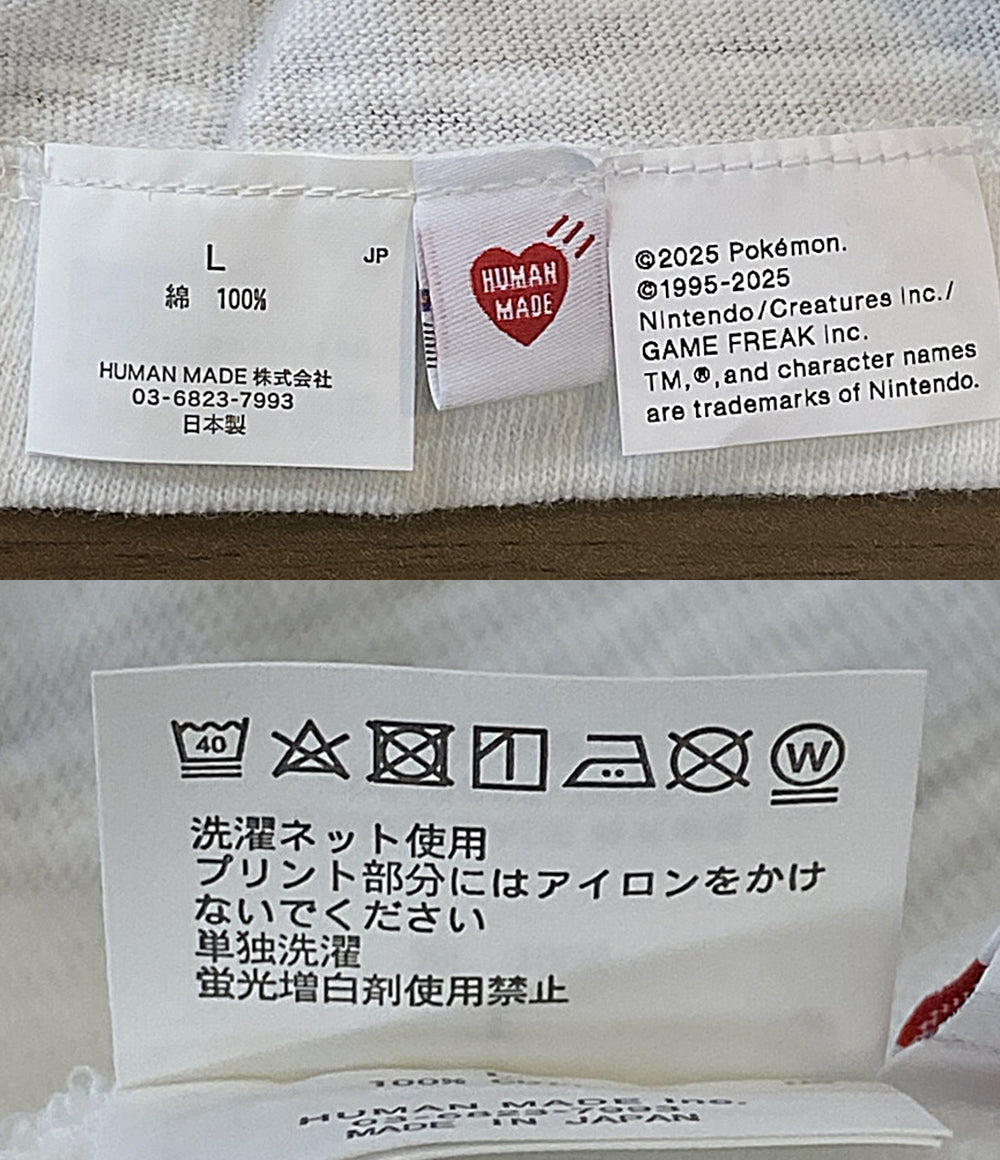 L
JP
綿 100%
HUMAN MADE 株式会社
03-6823-7993
日本製
HUMAN
MADE
©2025 Pokémon.
©1995-2025
Nintendo/Creatures Inc./
GAME FREAK Inc.
TM,®,and character names
are trademarks of Nintendo.
40
W
洗濯ネット使用
プリント部分にはアイロンをかけ
ないでください
単独洗濯
蛍光増白剤使用禁止
100%
HUMAN MADE Inc.
03-6823-7993
MADE IN JAPAN